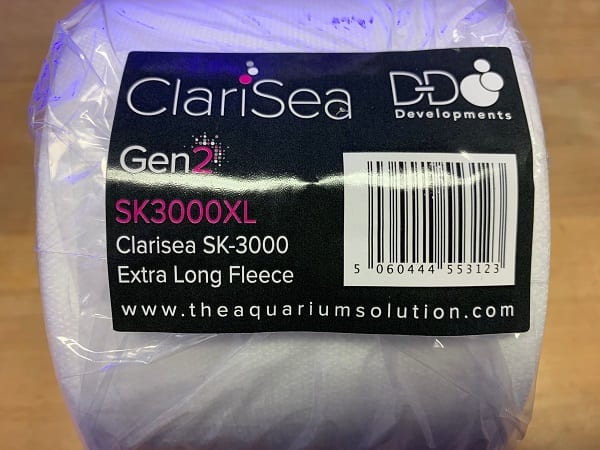 ClariSea
D-D
Developments
Gen2
SK3000XL
Clarisea SK-3000
Extra Long Fleece
5 060444 553123
www.theaquariumsolution.com